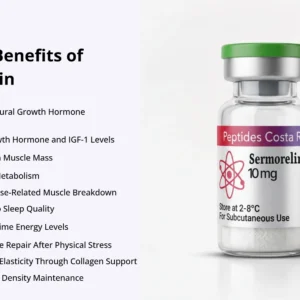 Benefits of
in
ural Growth Hormone
th Hormone and IGF-1 Levels
Muscle Mass
etabolism
se-Related Muscle Breakdown
Sleep Quality
ime Energy Levels
e Repair After Physical Stress
Elasticity Through Collagen Support
Density Maintenance
Peptides Costa R
Sermorelin
10 mg
Store at 2-8°C
For Subcutaneous Use